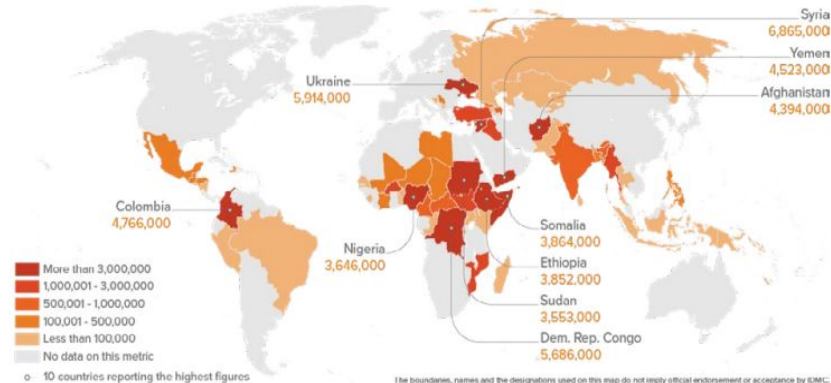 Syria
6,865,000
Yemen
4,523,000
Afghanistan
4,394,000
Ukraine
5,914,000
Colombia
4,766,000
Nigeria
3,646,000
Somalia
3,864,000
Ethiopia
3,852,000
Sudan
3,553,000
Dem. Rep. Congo
5,686,000
More than 3,000,000
1,000,001 - 3,000,000
500,001 - 1,000,000
100,001 - 500,000
Less than 100,000
No data on this metric
10 countries reporting the highest figures
The boundaries, names and the designations used on this map do not imply official endorsement or acceptance by IDMC.